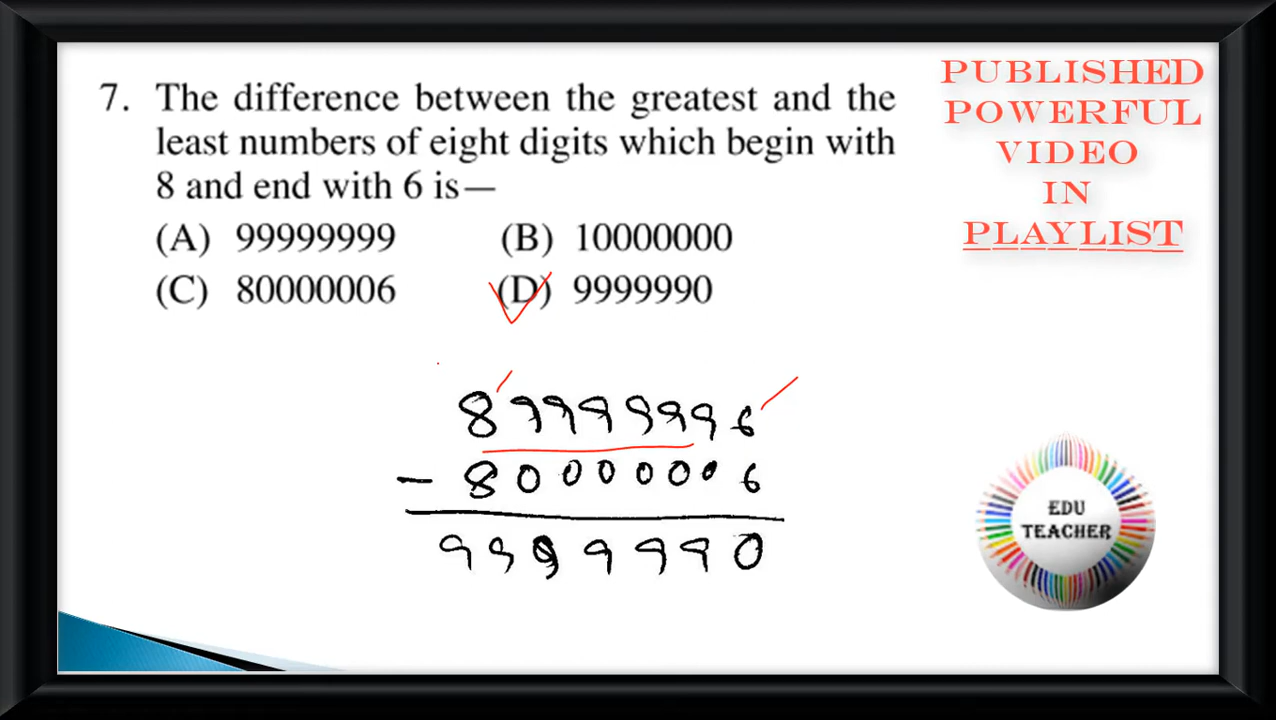 7. The difference between the greatest and the
least numbers of eight digits which begin with
8 and end with 6 is—
(A) 99999999 (B) 10000000
(C) 80000006 (D) 9999990
89999996
- 80000006
9999990
PUBLISHED
POWERFUL
VIDEO
IN
PLAYLIST
EDU
TEACHER